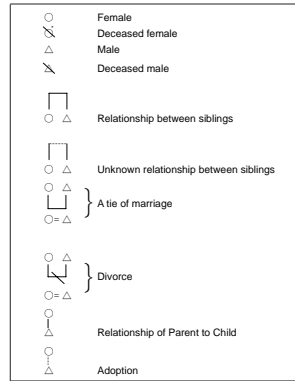 Female
Deceased female
Male
Deceased male
Relationship between siblings
Unknown relationship between siblings
A tie of marriage
Divorce
Relationship of Parent to Child
Adoption